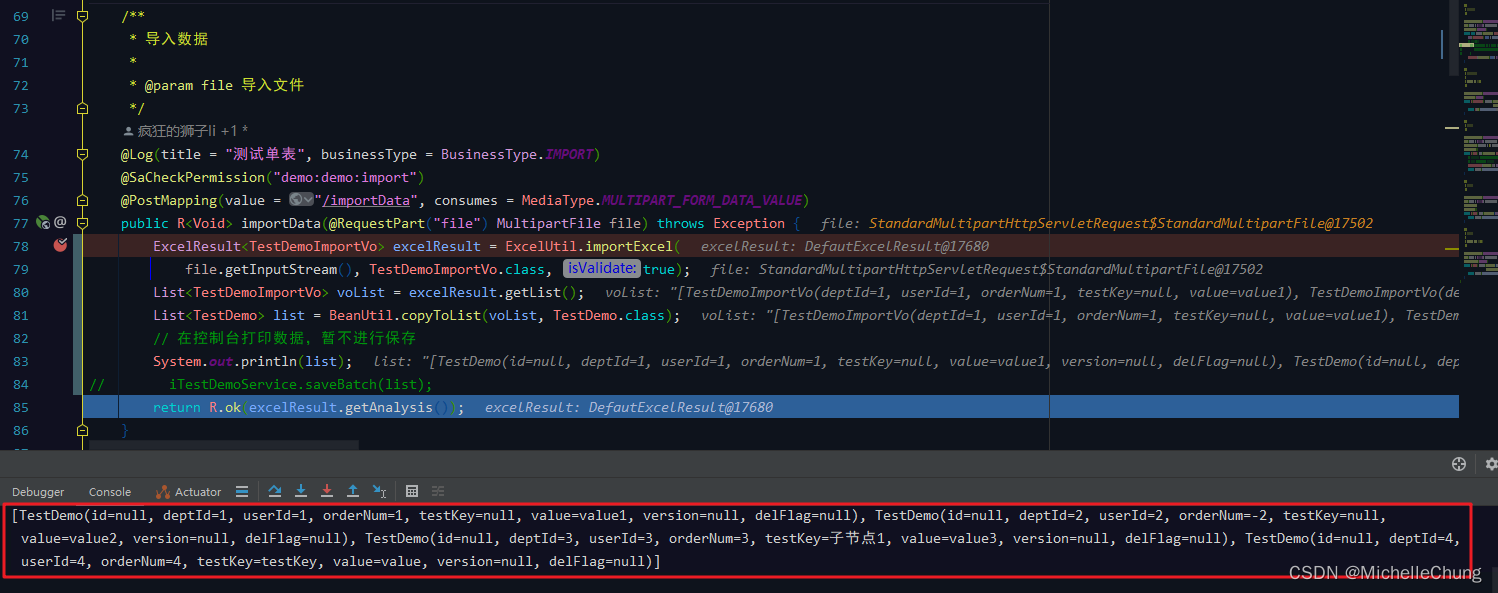 69 /**
70 * 导入数据
71 *
72 * @param file 导入文件
73 */
疯狂的狮子li +1 *
74 @Log(title = "测试单表", businessType = BusinessType.IMPORT)
75 @SaCheckPermission("demo:demo:import")
76 @PostMapping(value = "/importData", consumes = MediaType.MULTIPART_FORM_DATA_VALUE)
77 @ public R<Void> importData(@RequestPart("file") MultipartFile file) throws Exception { file: StandardMultipartHttpServletRequest$StandardMultipartFile@17502
78 ExcelResult<TestDemoImportVo> excelResult = ExcelUtil.importExcel( excelResult: DefautExcelResult@17680
79 file.getInputStream(), TestDemoImportVo.class, isValidate: true); file: StandardMultipartHttpServletRequest$StandardMultipartFile@17502
80 List<TestDemoImportVo> voList = excelResult.getList(); voList: "[TestDemoImportVo(deptId=1, userId=1, orderNum=1, testKey=null, value=value1), TestDemoImportVo(de
81 List<TestDemo> list = BeanUtil.copyToList(voList, TestDemo.class); voList: "[TestDemoImportVo(deptId=1, userId=1, orderNum=1, testKey=null, value=value1), TestDem
82 // 在控制台打印数据，暂不进行保存
83 System.out.println(list); list: "[TestDemo(id=null, deptId=1, userId=1, orderNum=1, testKey=null, value=value1, version=null, delFlag=null), TestDemo(id=null, dep
84 // iTestDemoService.saveBatch(list);
85 return R.ok(excelResult.getAnalysis()); excelResult: DefautExcelResult@17680
86 }
Debugger Console Actuator
[TestDemo(id=null, deptId=1, userId=1, orderNum=1, testKey=null, value=value1, version=null, delFlag=null), TestDemo(id=null, deptId=2, userId=2, orderNum=-2, testKey=null,
value=value2, version=null, delFlag=null), TestDemo(id=null, deptId=3, userId=3, orderNum=3, testKey=子节点1, value=value3, version=null, delFlag=null), TestDemo(id=null, deptId=4,
userId=4, orderNum=4, testKey=testKey, value=value, version=null, delFlag=null)]
CSDN @MichelleChung